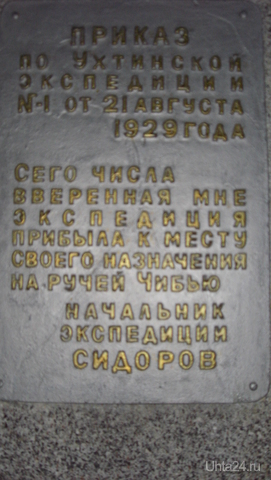 ПРИКАЗ
ПО УХТИНСКОЙ
ЭКСПЕДИЦИИ
№1 ОТ 21 АВГУСТА
1929 ГОДА
СЕГО ЧИСЛА
ВВЕРЕННАЯ МНЕ
ЭКСПЕДИЦИЯ
ПРИБЫЛА К МЕСТУ
СВОЕГО НАЗНАЧЕНИЯ
НА РУЧЕЙ ЧИБЬЮ
НАЧАЛЬНИК
ЭКСПЕДИЦИИ
СИДОРОВ
Uhta24.ru